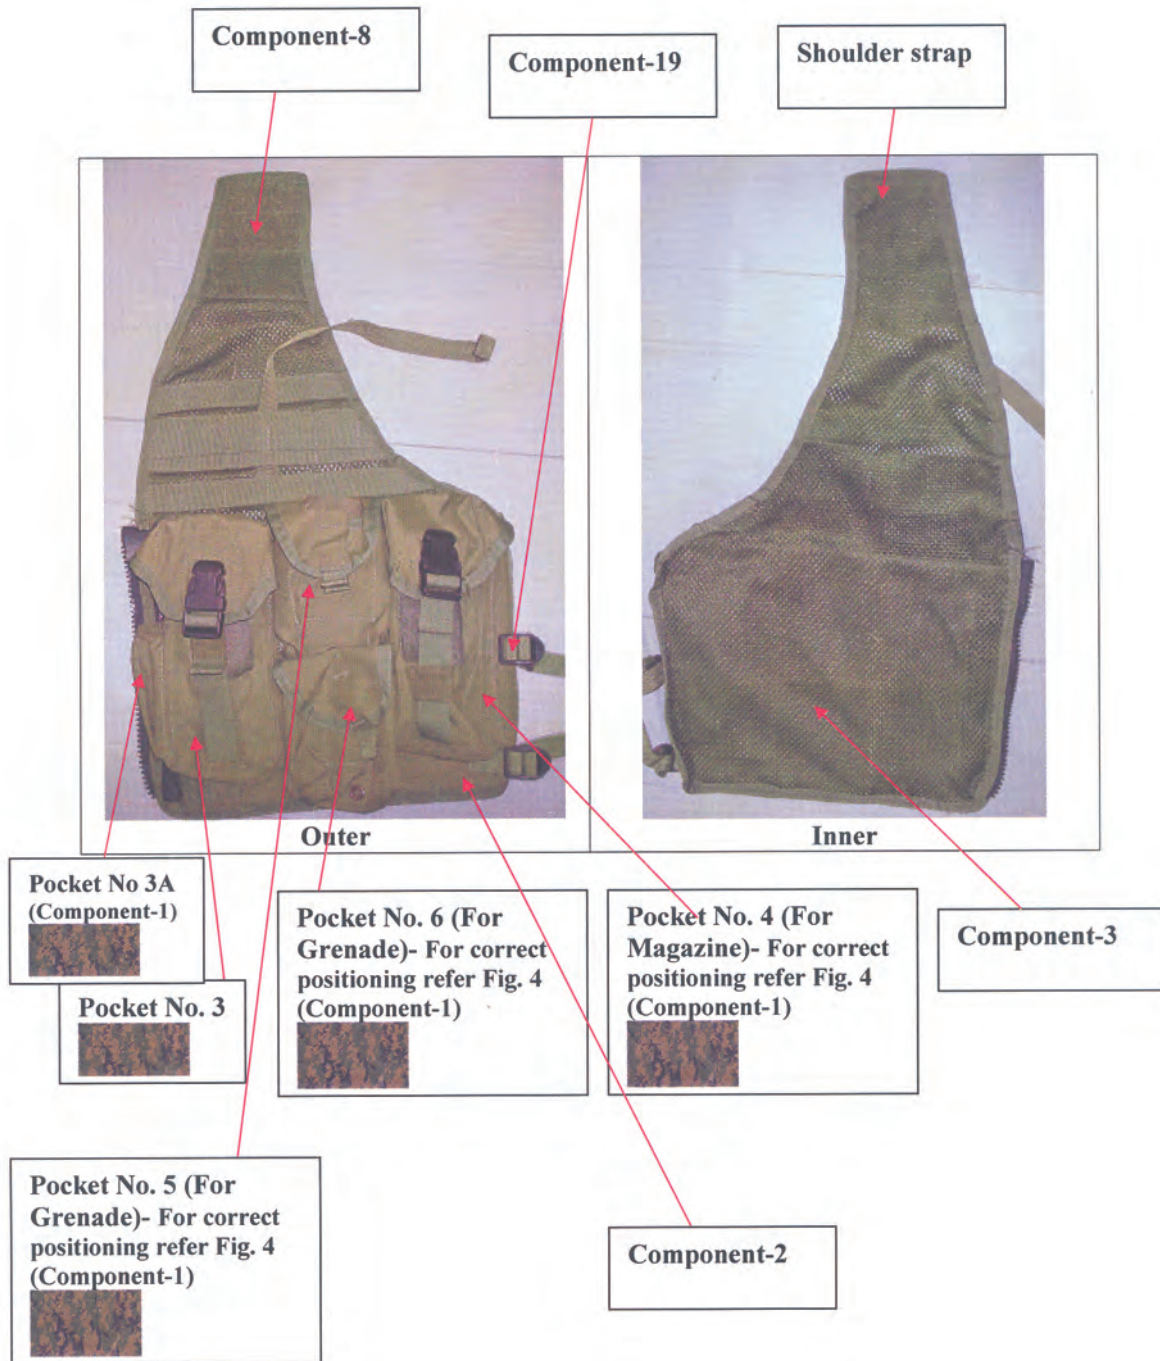 Component-8
Component-19
Shoulder strap
Outer
Inner
Pocket No 3A
(Component-1)
Pocket No. 3
Pocket No. 6 (For
Grenade)- For correct
positioning refer Fig. 4
(Component-1)
Pocket No. 4 (For
Magazine)- For correct
positioning refer Fig. 4
(Component-1)
Component-3
Pocket No. 5 (For
Grenade)- For correct
positioning refer Fig. 4
(Component-1)
Component-2